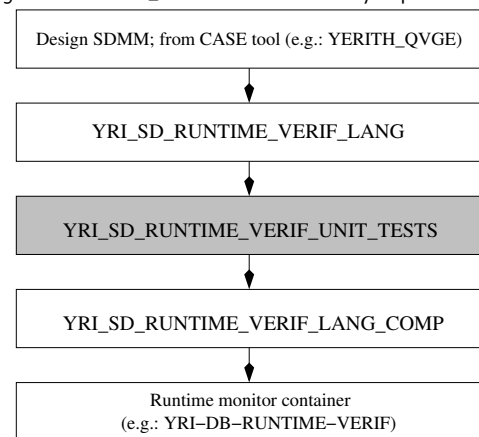 Design SDMM; from CASE tool (e.g.: YERITH_QVGE)
YRI_SD_RUNTIME_VERIF_LANG
YRI_SD_RUNTIME_VERIF_UNIT_TESTS
YRI_SD_RUNTIME_VERIF_LANG_COMP
Runtime monitor container
(e.g.: YRI−DB−RUNTIME−VERIF)